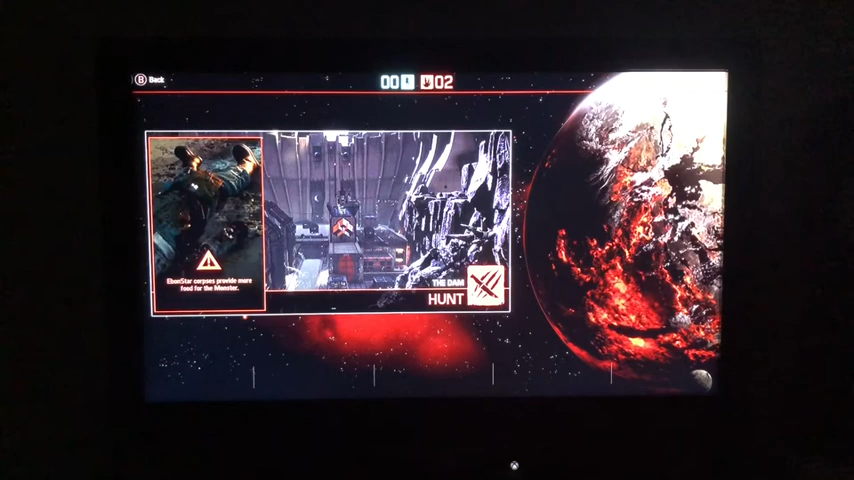 B Back
00 02
EbonStar corpses provide more
food for the Monster.
THE DAM
HUNT